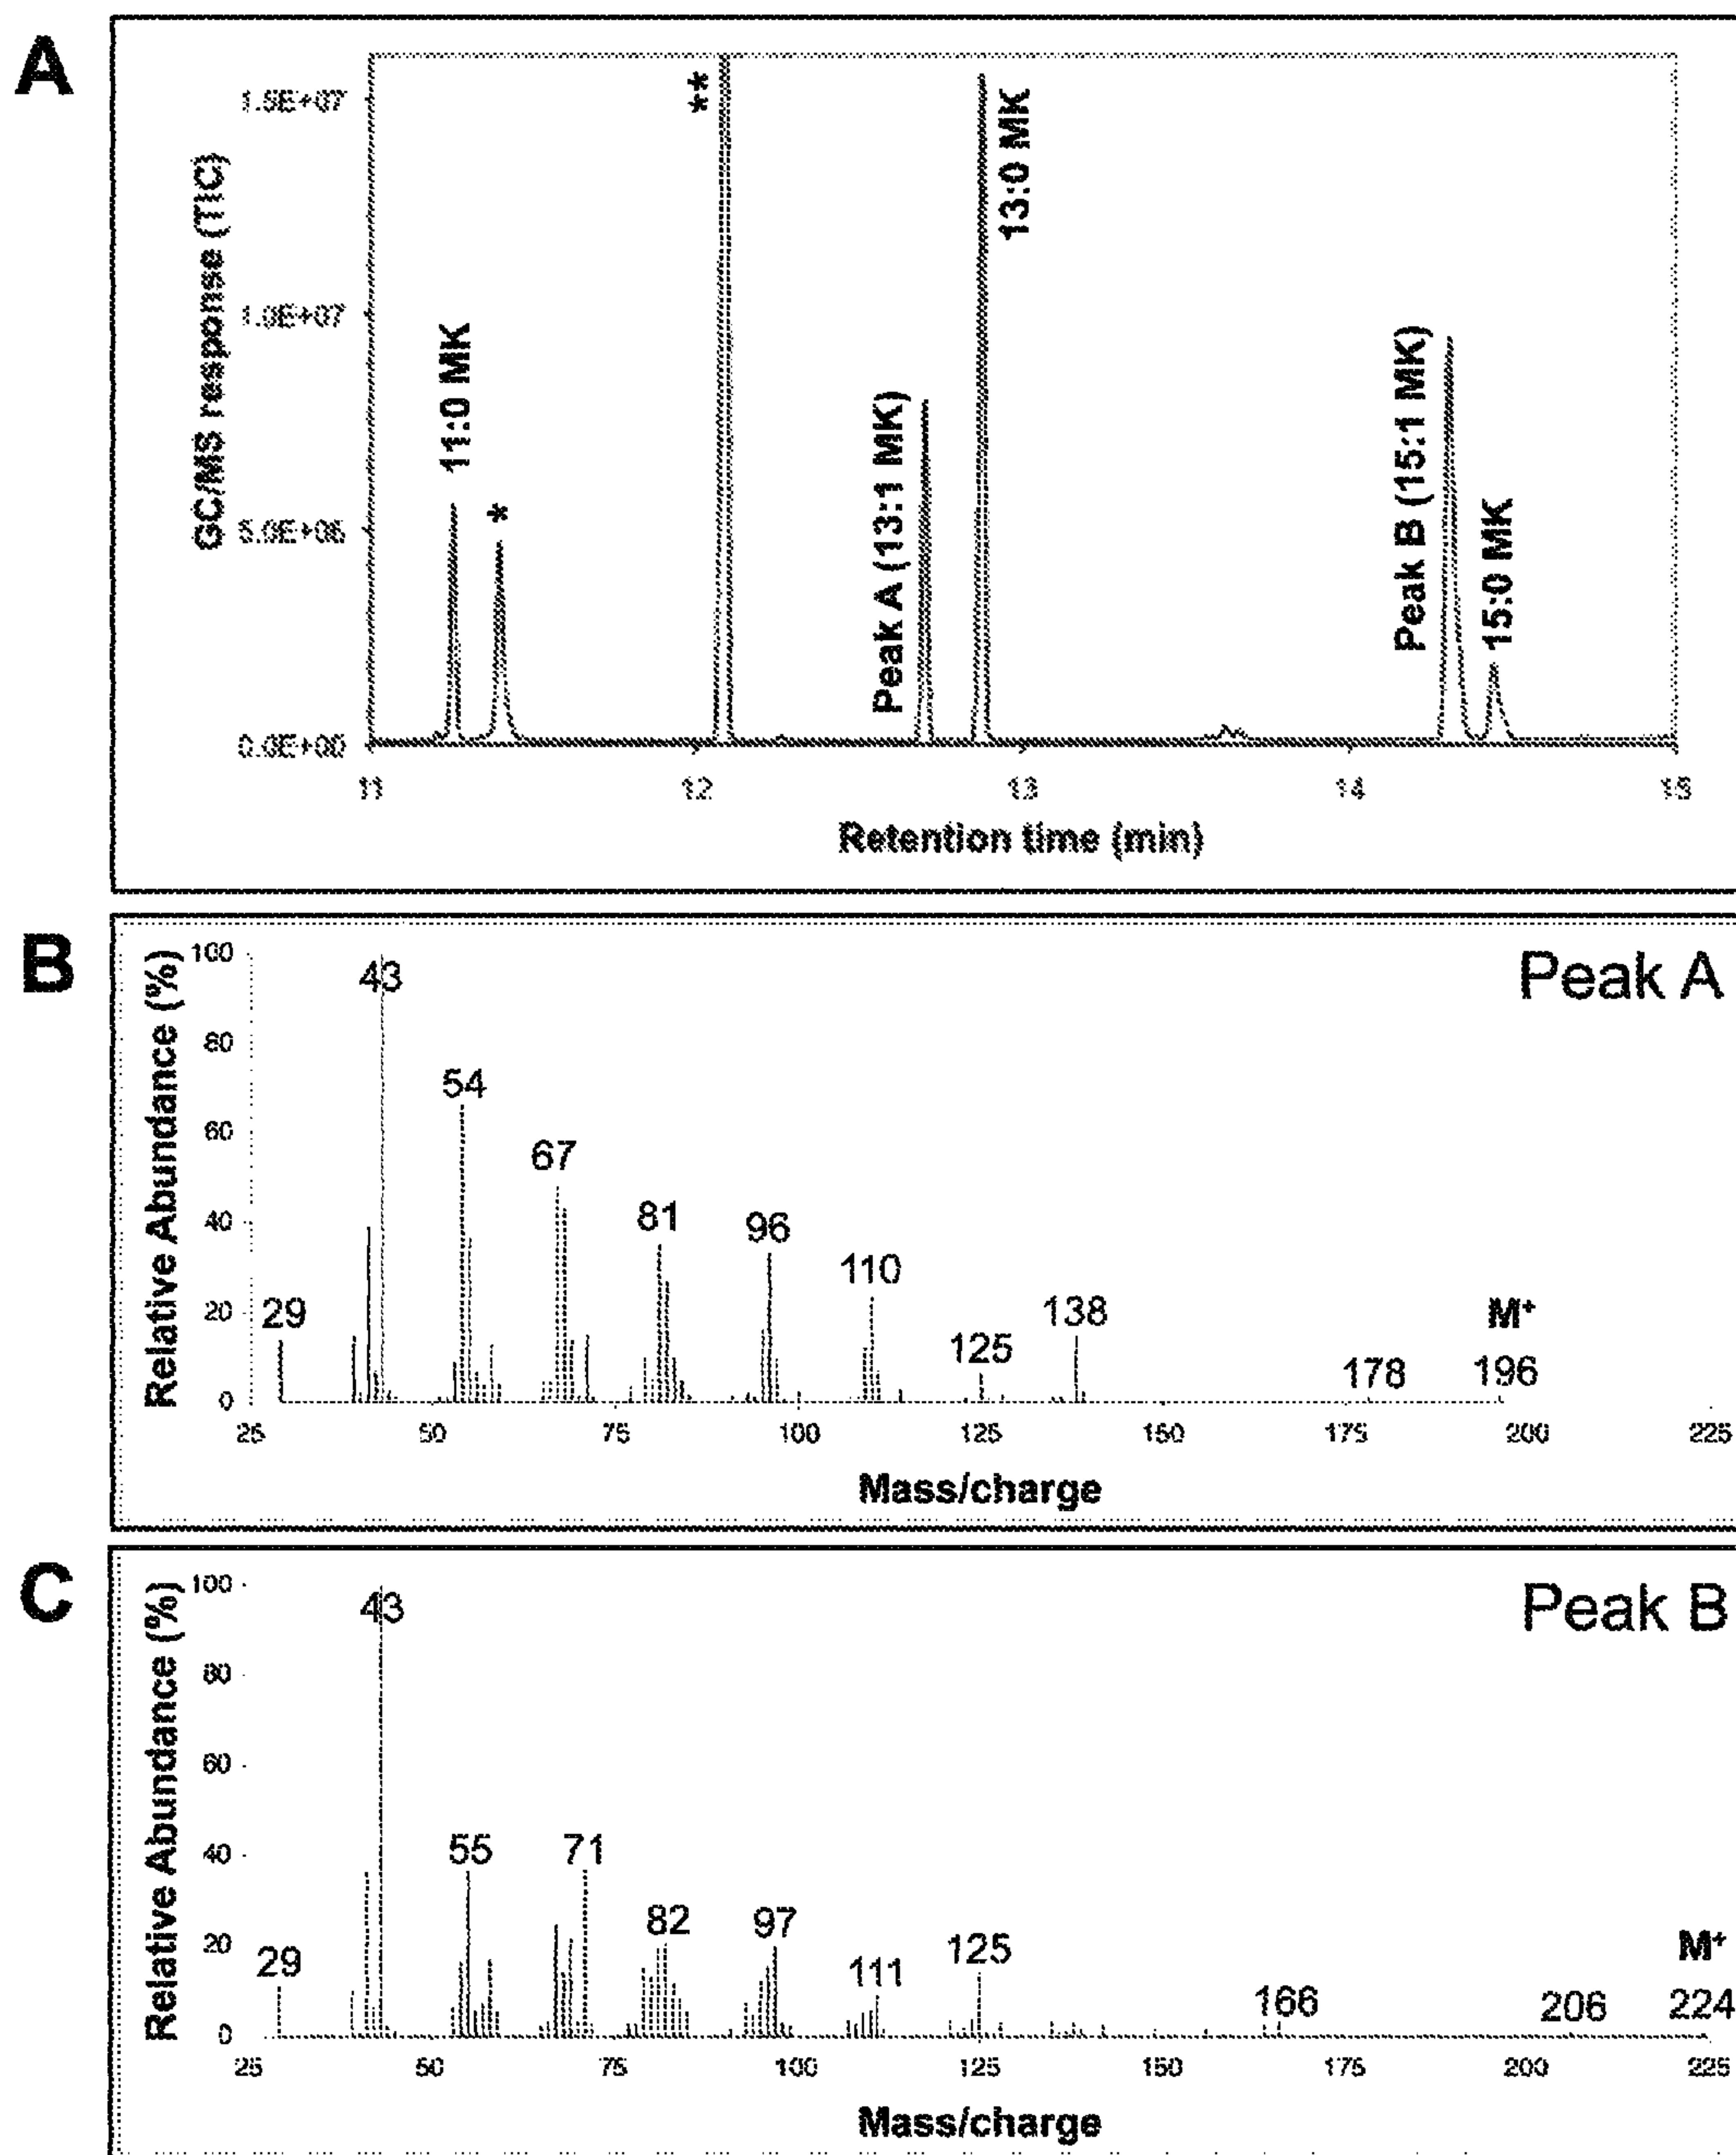 A
GC/MS response (TIC)
1.5E+07
1.0E+07
5.0E+06
0.0E+00
11:0 MK
*
**
Peak A (13:1 MK)
13:0 MK
Peak B (15:1 MK)
15:0 MK
11 12 13 14 15
Retention time (min)
B
Peak A
Relative Abundance (%)
100
80
60
40
20
0
29 43 54 67 81 96 110 125 138 178 196
M+
25 50 75 100 125 150 175 200 225
Mass/charge
C
Peak B
Relative Abundance (%)
100
80
60
40
20
0
29 43 55 71 82 97 111 125 166 206 224
M+
25 50 75 100 125 150 175 200 225
Mass/charge